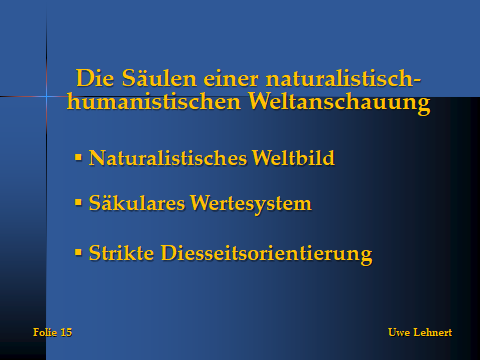 Die Säulen einer naturalistisch-
humanistischen Weltanschauung
▪ Naturalistisches Weltbild
▪ Säkulares Wertesystem
▪ Strikte Diesseitsorientierung
Folie 15
Uwe Lehnert